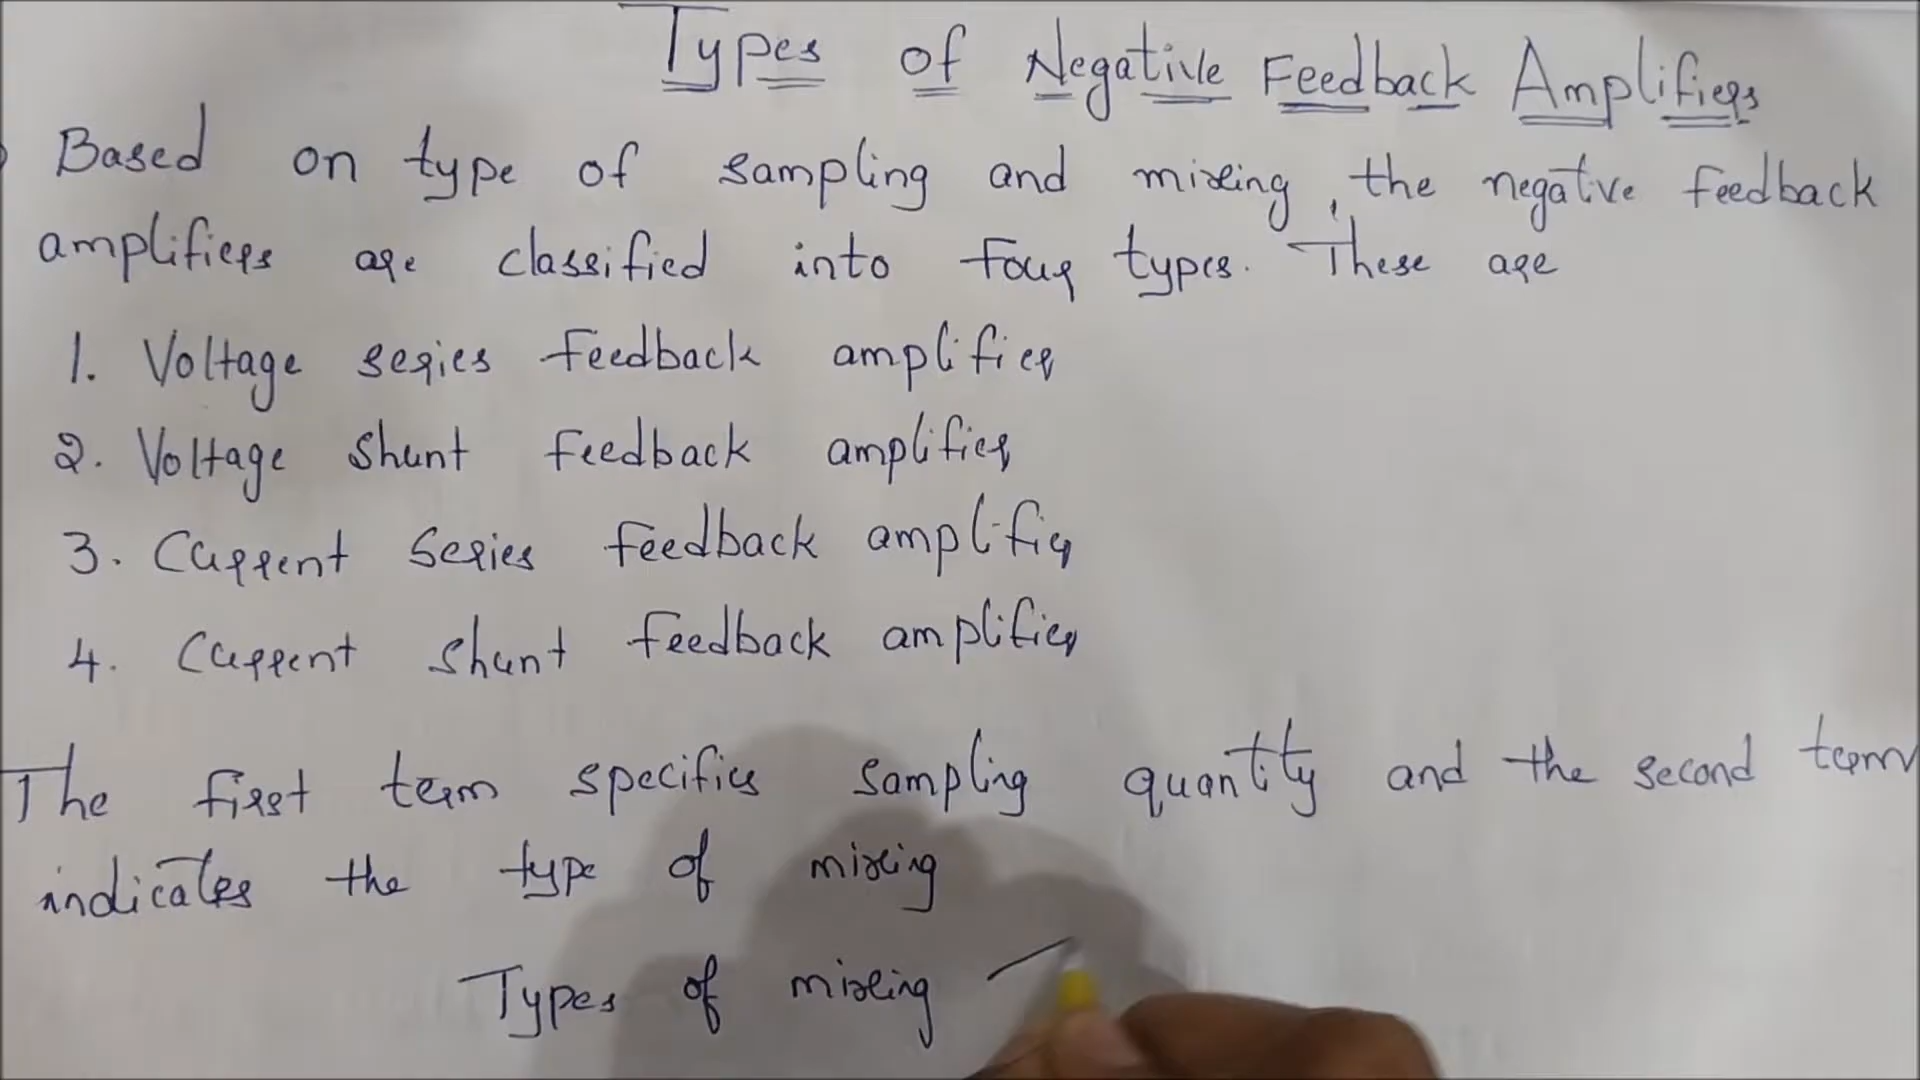 Types of Negative Feedback Amplifiers
Based on type of sampling and mixing, the negative feedback
amplifiers are classified into four types. These are
1. Voltage series feedback amplifier
2. Voltage shunt feedback amplifier
3. Current series feedback amplifier
4. Current shunt feedback amplifier
The first term specifies sampling quantity and the second term
indicates the type of mixing
Types of mixing